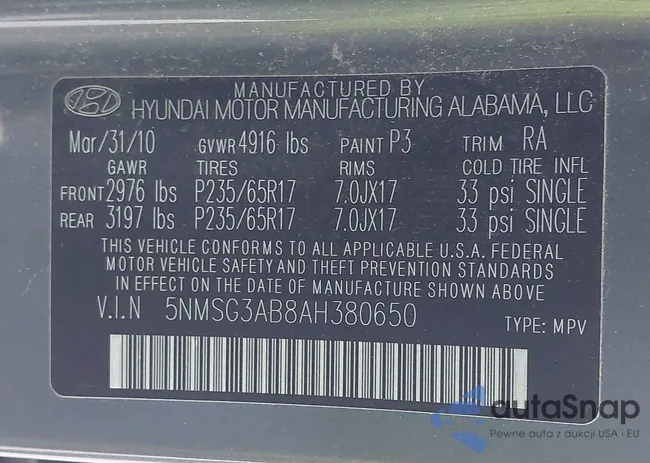 MANUFACTURED BY
HYUNDAI MOTOR MANUFACTURING ALABAMA, LLC
Mar/31/10 GVWR 4916 lbs PAINT P3 TRIM RA
GAWR TIRES RIMS COLD TIRE INFL
FRONT 2976 lbs P235/65R17 7.0JX17 33 psi SINGLE
REAR 3197 lbs P235/65R17 7.0JX17 33 psi SINGLE
THIS VEHICLE CONFORMS TO ALL APPLICABLE U.S.A. FEDERAL
MOTOR VEHICLE SAFETY AND THEFT PREVENTION STANDARDS
IN EFFECT ON THE DATE OF MANUFACTURE SHOWN ABOVE.
V.I.N 5NMSG3AB8AH380650 TYPE: MPV
autaSnap
Pewne auta z aukcji USA i EU